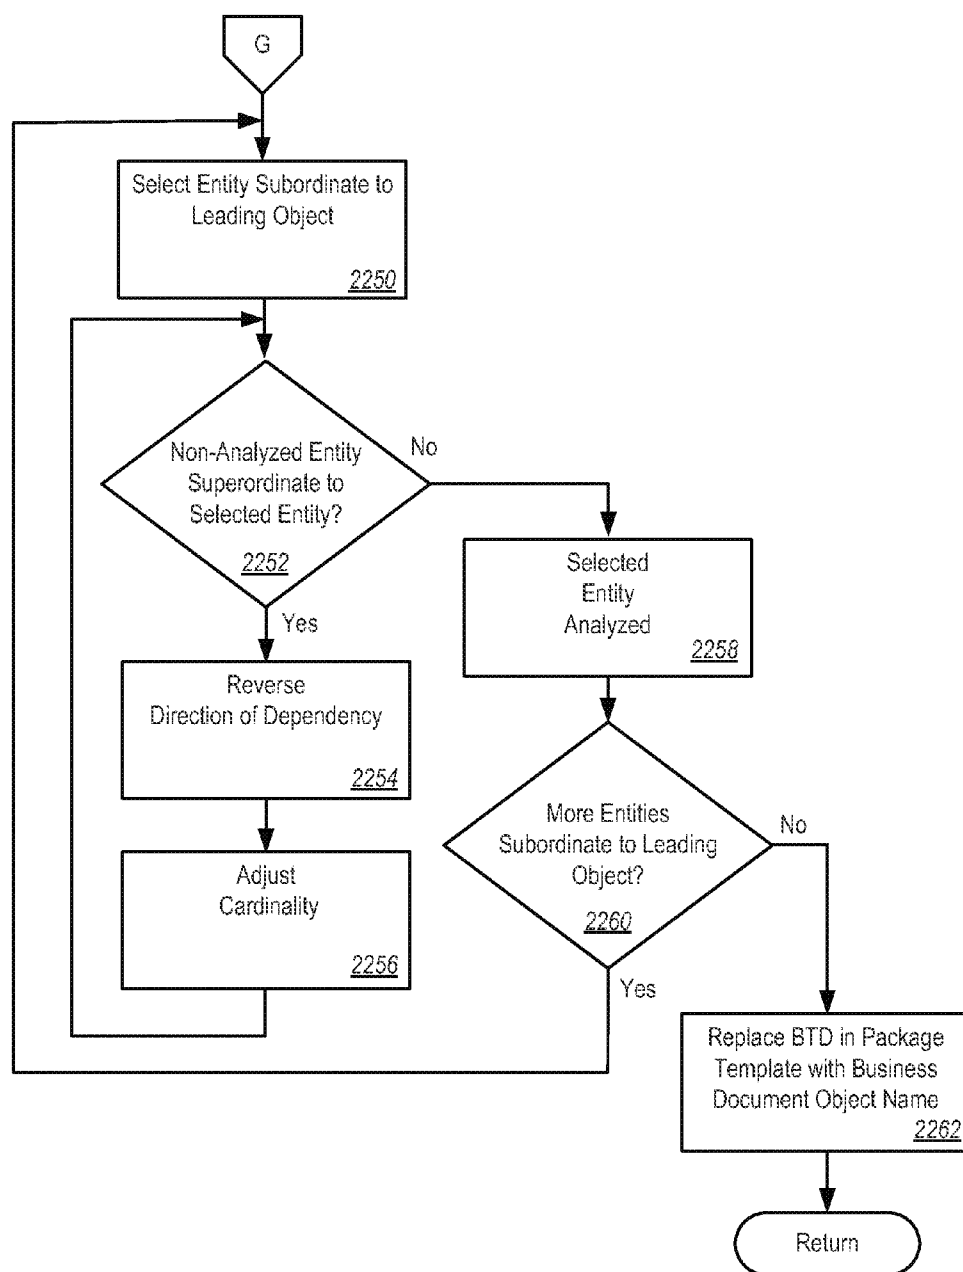 G
Select Entity Subordinate to
Leading Object
2250
Non-Analyzed Entity
Superordinate to
Selected Entity?
2252
No
Yes
Reverse
Direction of Dependency
2254
Adjust
Cardinality
2256
Selected
Entity
Analyzed
2258
More Entities
Subordinate to Leading
Object?
2260
No
Yes
Replace BTD in Package
Template with Business
Document Object Name
2262
Return